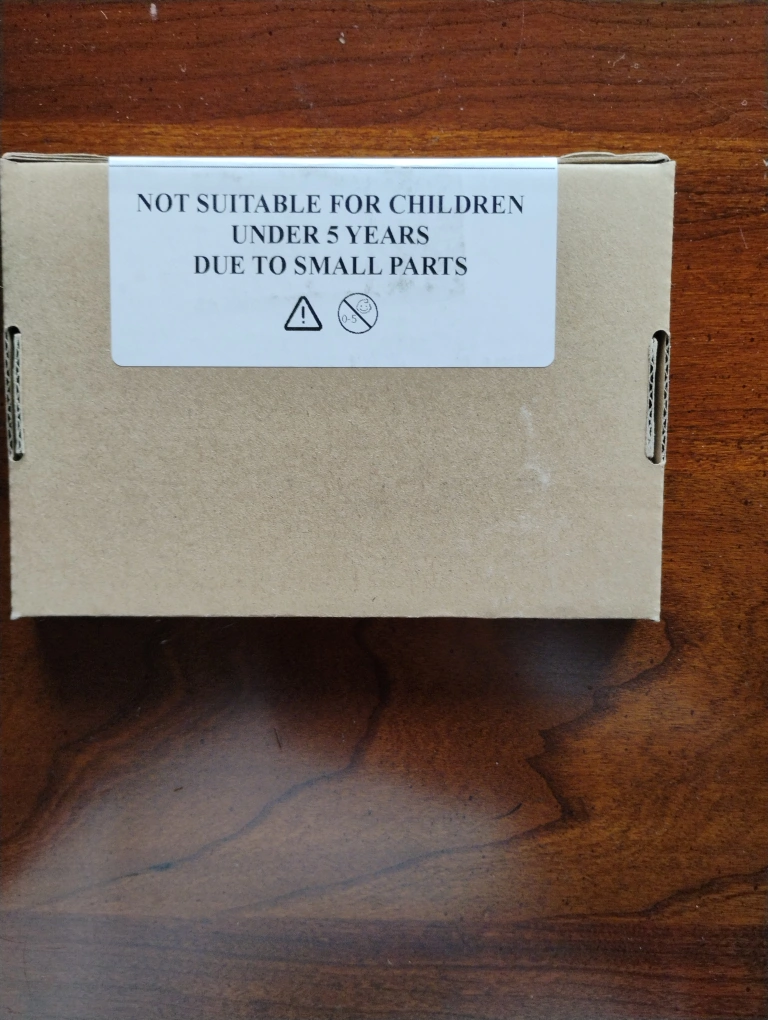 NOT SUITABLE FOR CHILDREN
UNDER 5 YEARS
DUE TO SMALL PARTS
0-5